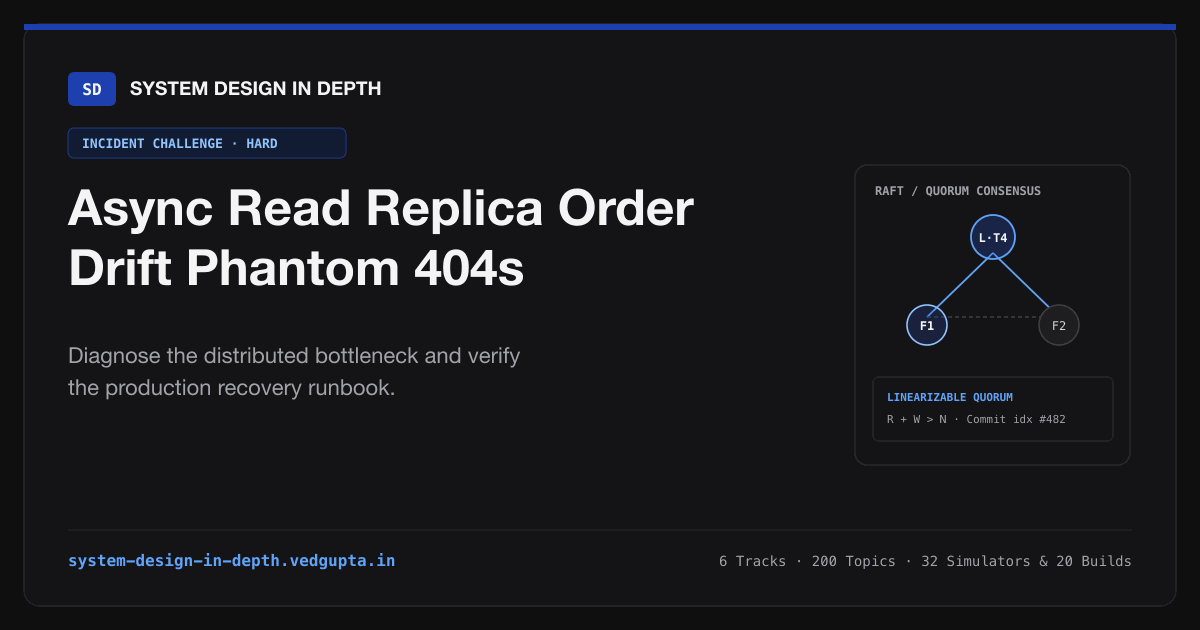 SD SYSTEM DESIGN IN DEPTH
INCIDENT CHALLENGE · HARD
Async Read Replica Order
Drift Phantom 404s
Diagnose the distributed bottleneck and verify
the production recovery runbook.
RAFT / QUORUM CONSENSUS
L·T4
F1
F2
LINEARIZABLE QUORUM
R + W > N · Commit idx #482
system-design-in-depth.vedgupta.in
6 Tracks · 200 Topics · 32 Simulators & 20 Builds